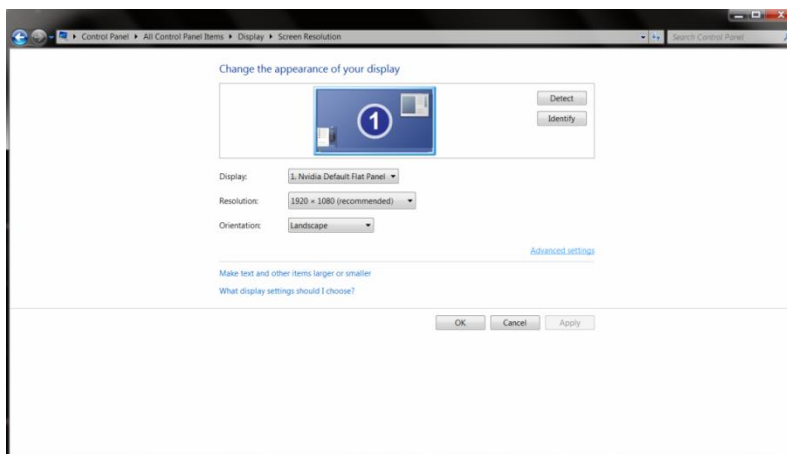 Control Panel ▸ All Control Panel Items ▸ Display ▸ Screen Resolution
Search Control Panel
Change the appearance of your display
1
Detect
Identify
Display: 1. Nvidia Default Flat Panel
Resolution: 1920 × 1080 (recommended)
Orientation: Landscape
Advanced settings
Make text and other items larger or smaller
What display settings should I choose?
OK Cancel Apply